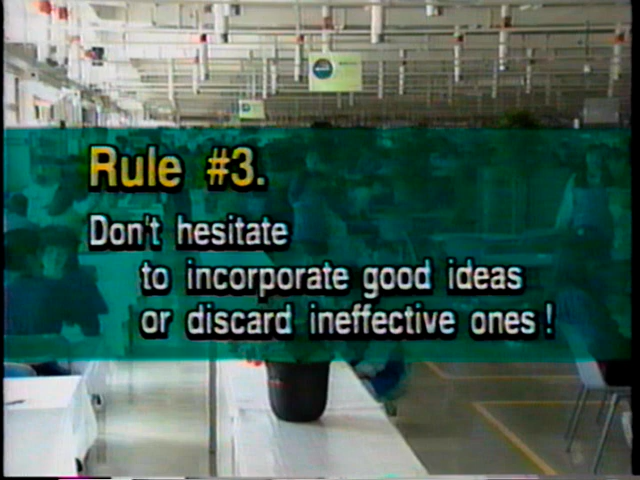 Rule #3.
Don't hesitate
to incorporate good ideas
or discard ineffective ones!